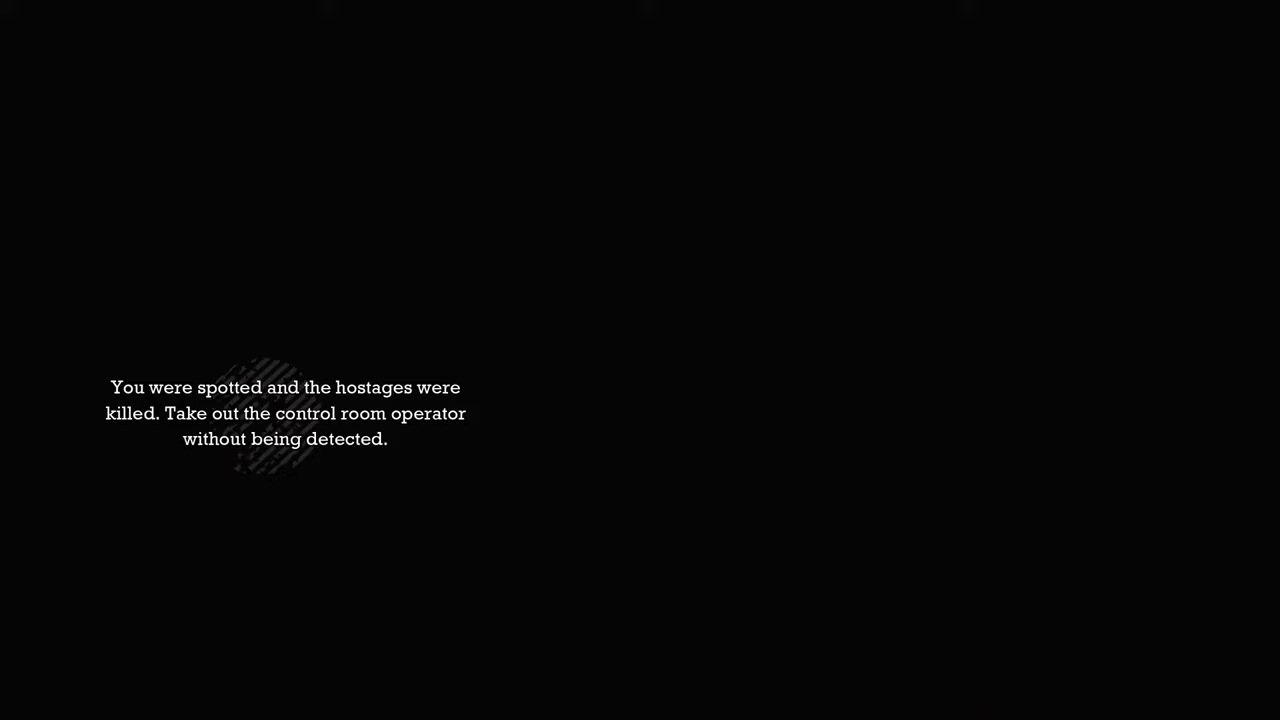 You were spotted and the hostages were
killed. Take out the control room operator
without being detected.